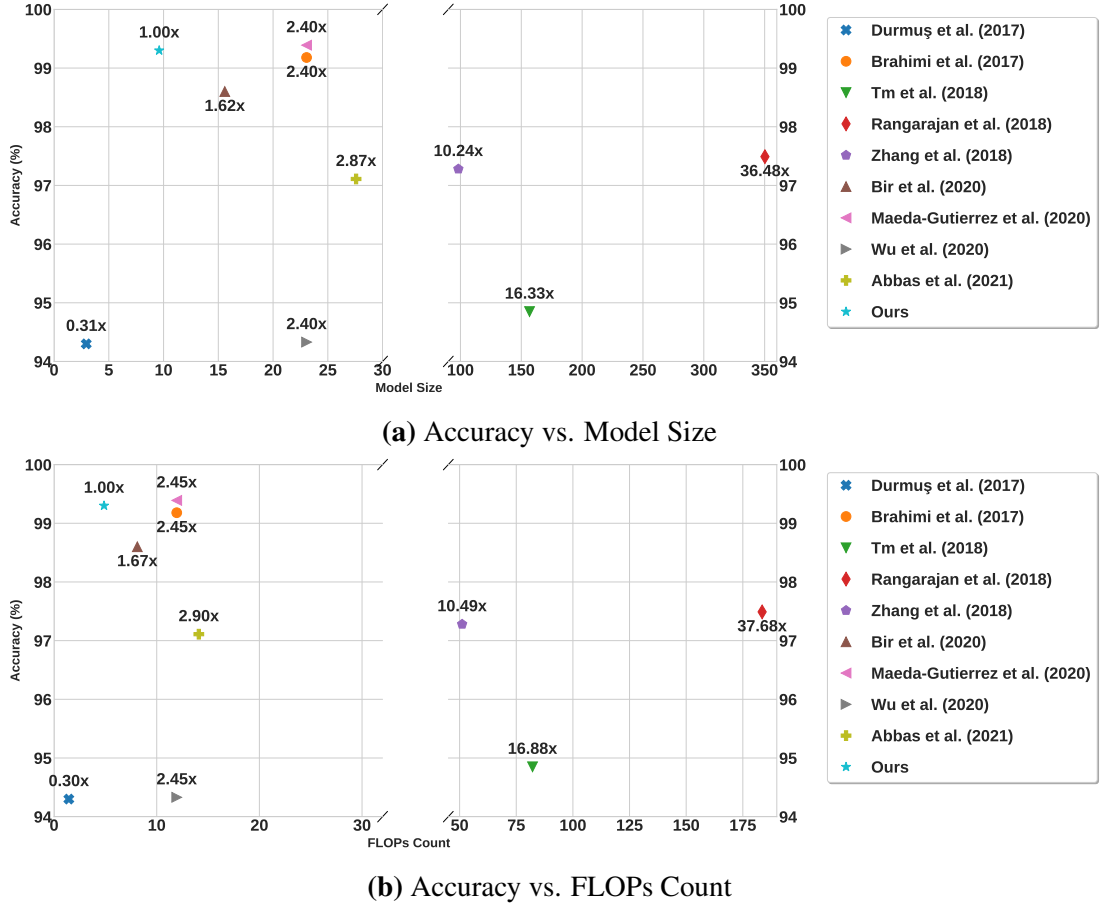 100
99
98
97
96
95
94
Accuracy (%)
1.00x
2.40x
2.40x
1.62x
2.87x
0.31x
2.40x
10.24x
36.48x
16.33x
100
99
98
97
96
95
94
0 5 10 15 20 25 30 100 150 200 250 300 350
Model Size
Durmuş et al. (2017)
Brahimi et al. (2017)
Tm et al. (2018)
Rangarajan et al. (2018)
Zhang et al. (2018)
Bir et al. (2020)
Maeda-Gutierrez et al. (2020)
Wu et al. (2020)
Abbas et al. (2021)
Ours
(a) Accuracy vs. Model Size
100
99
98
97
96
95
94
Accuracy (%)
1.00x
2.45x
2.45x
1.67x
2.90x
0.30x
2.45x
10.49x
37.68x
16.88x
100
99
98
97
96
95
94
0 10 20 30 50 75 100 125 150 175
FLOPs Count
Durmuş et al. (2017)
Brahimi et al. (2017)
Tm et al. (2018)
Rangarajan et al. (2018)
Zhang et al. (2018)
Bir et al. (2020)
Maeda-Gutierrez et al. (2020)
Wu et al. (2020)
Abbas et al. (2021)
Ours
(b) Accuracy vs. FLOPs Count